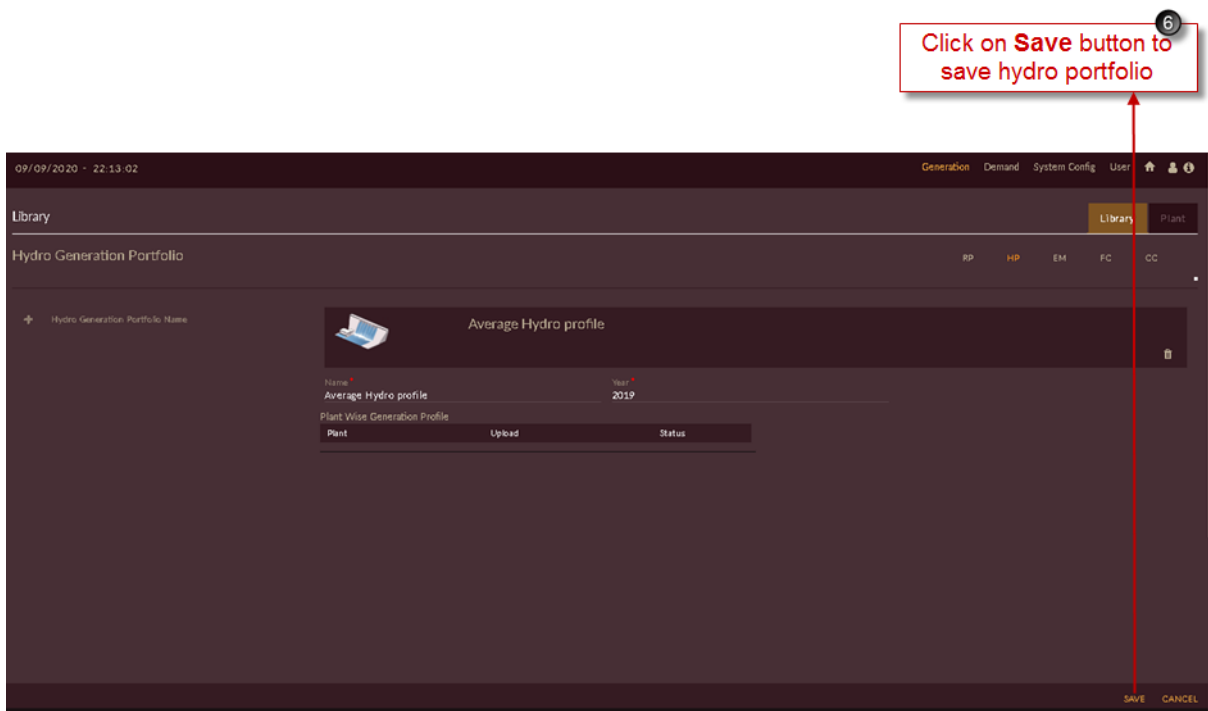 6
Click on Save button to
save hydro portfolio
09/09/2020 - 22:13:02
Generation Demand System Config User
Library
Library Plant
Hydro Generation Portfolio
RP HP EM FC CC
Hydro Generation Portfolio Name
Average Hydro profile
Name * Year *
Average Hydro profile 2019
Plant Wise Generation Profile
Plant Upload Status
SAVE CANCEL